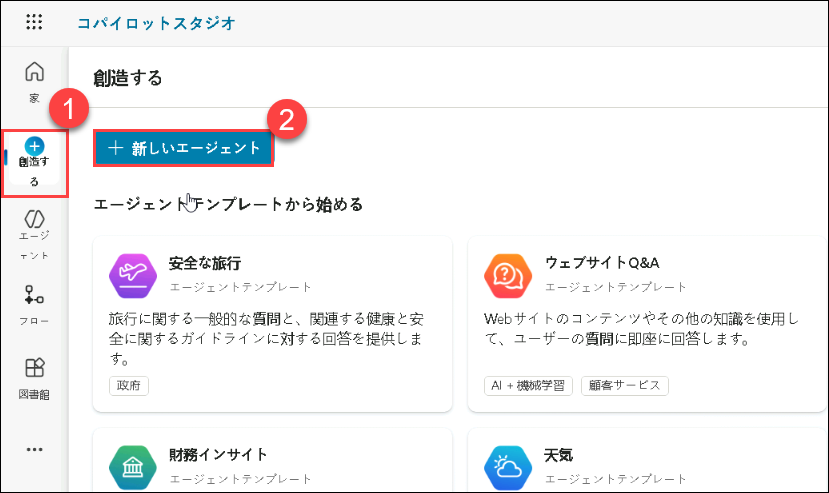 コパイロットスタジオ
創造する
家
1
2
創造す
る
+ 新しいエージェント
エージ
ェント
エージェントテンプレートから始める
フロー
図書館
安全な旅行
エージェントテンプレート
旅行に関する一般的な質問と、関連する健康と安
全に関するガイドラインに対する回答を提供しま
す。
政府
ウェブサイトQ&A
エージェントテンプレート
Webサイトのコンテンツやその他の知識を使用し
て、ユーザーの質問に即座に回答します。
AI + 機械学習
顧客サービス
財務インサイト
エージェントテンプレート
天気
エージェントテンプレート